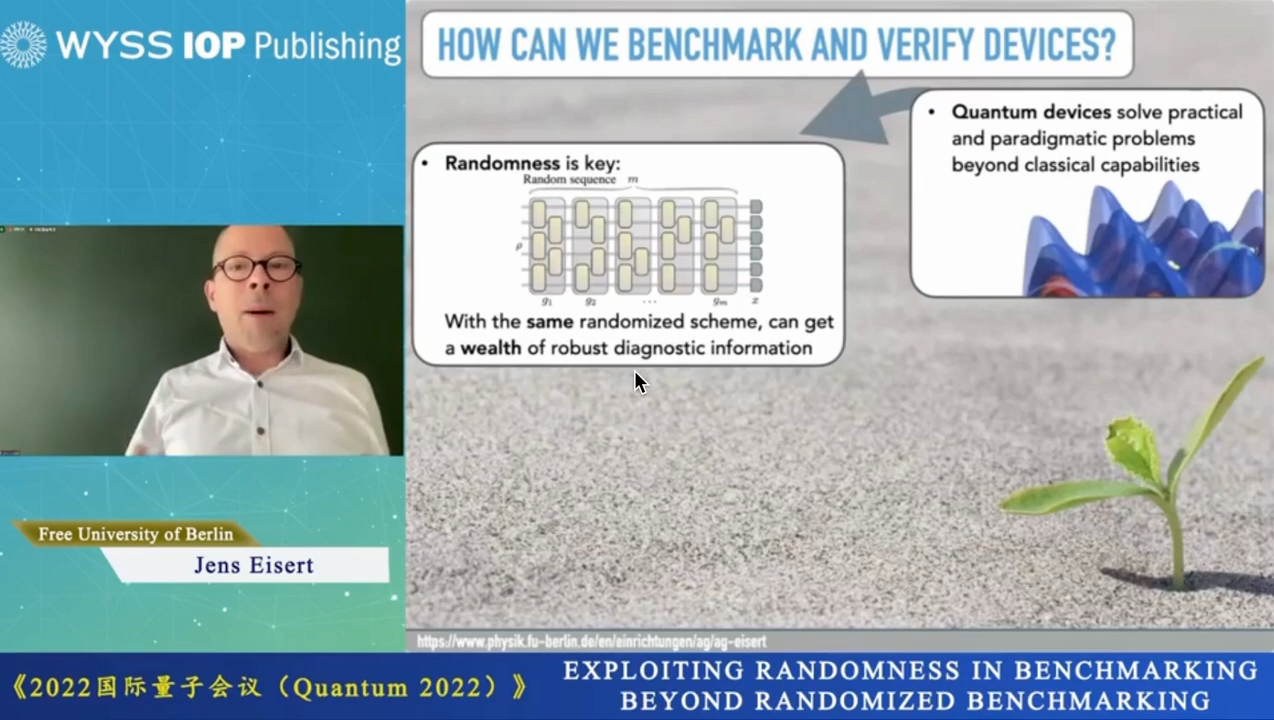 WYSS IOP Publishing
HOW CAN WE BENCHMARK AND VERIFY DEVICES?
• Quantum devices solve practical
and paradigmatic problems
beyond classical capabilities
• Randomness is key:
Random sequence m
ρ
g₁ g₂ ... gₘ x
With the same randomized scheme, can get
a wealth of robust diagnostic information
Free University of Berlin
Jens Eisert
https://www.physik.fu-berlin.de/en/einrichtungen/ag/ag-eisert
《2022国际量子会议（Quantum 2022）》
EXPLOITING RANDOMNESS IN BENCHMARKING
BEYOND RANDOMIZED BENCHMARKING